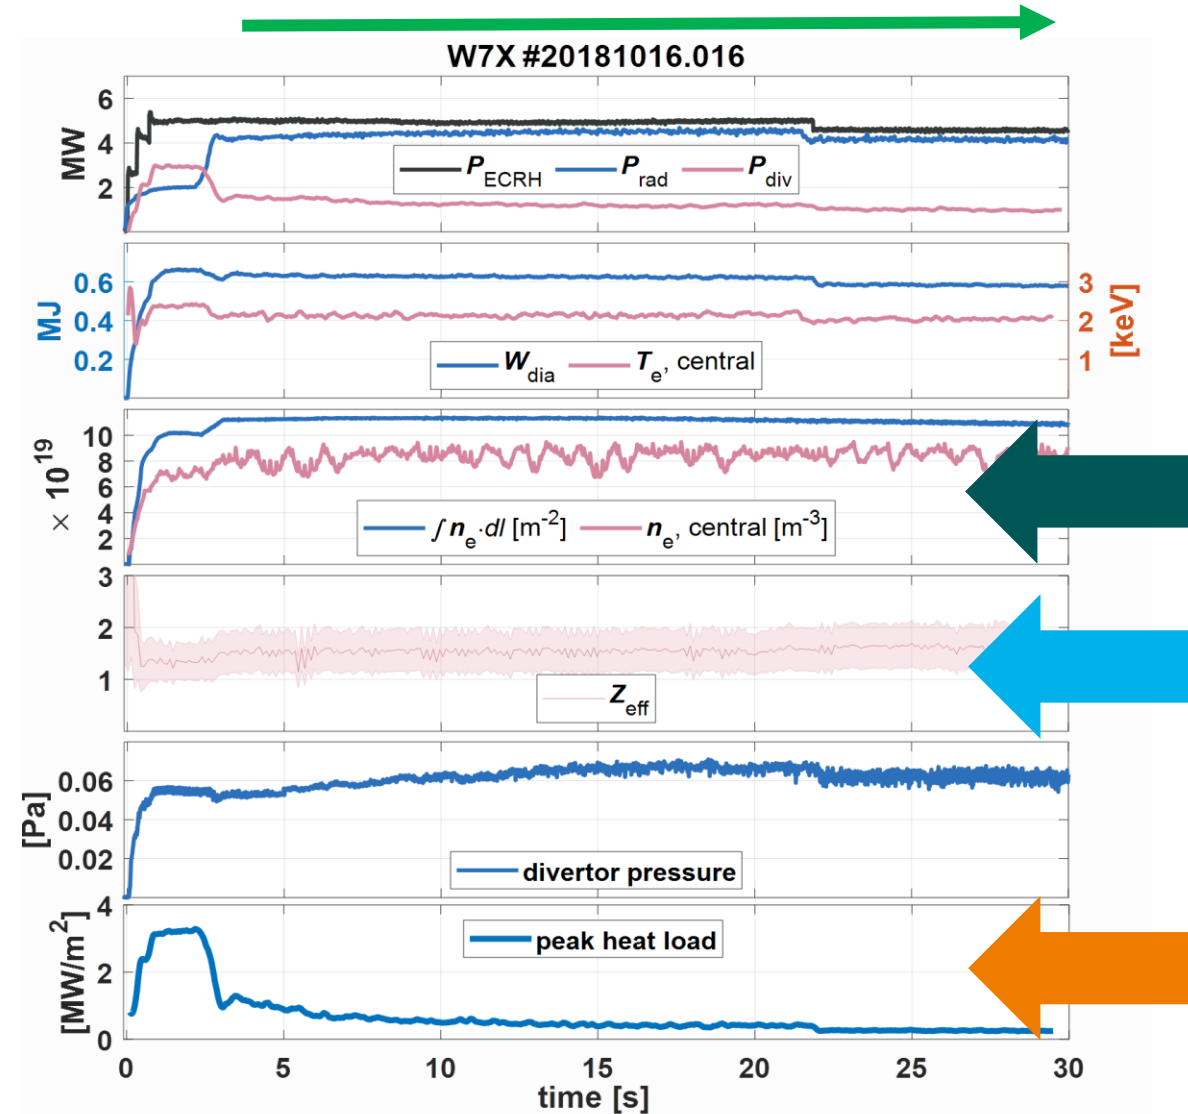 W7X #20181016.016
MW
6
4
2
P_ECRH P_rad P_div
MJ
0.6
0.4
0.2
W_dia T_e, central
3
2
1
[keV]
× 10^19
10
8
6
4
2
∫n_e·dl [m^-2] n_e, central [m^-3]
3
2
1
Z_eff
[Pa]
0.06
0.04
0.02
divertor pressure
[MW/m^2]
4
2
0
peak heat load
0 5 10 15 20 25 30
time [s]